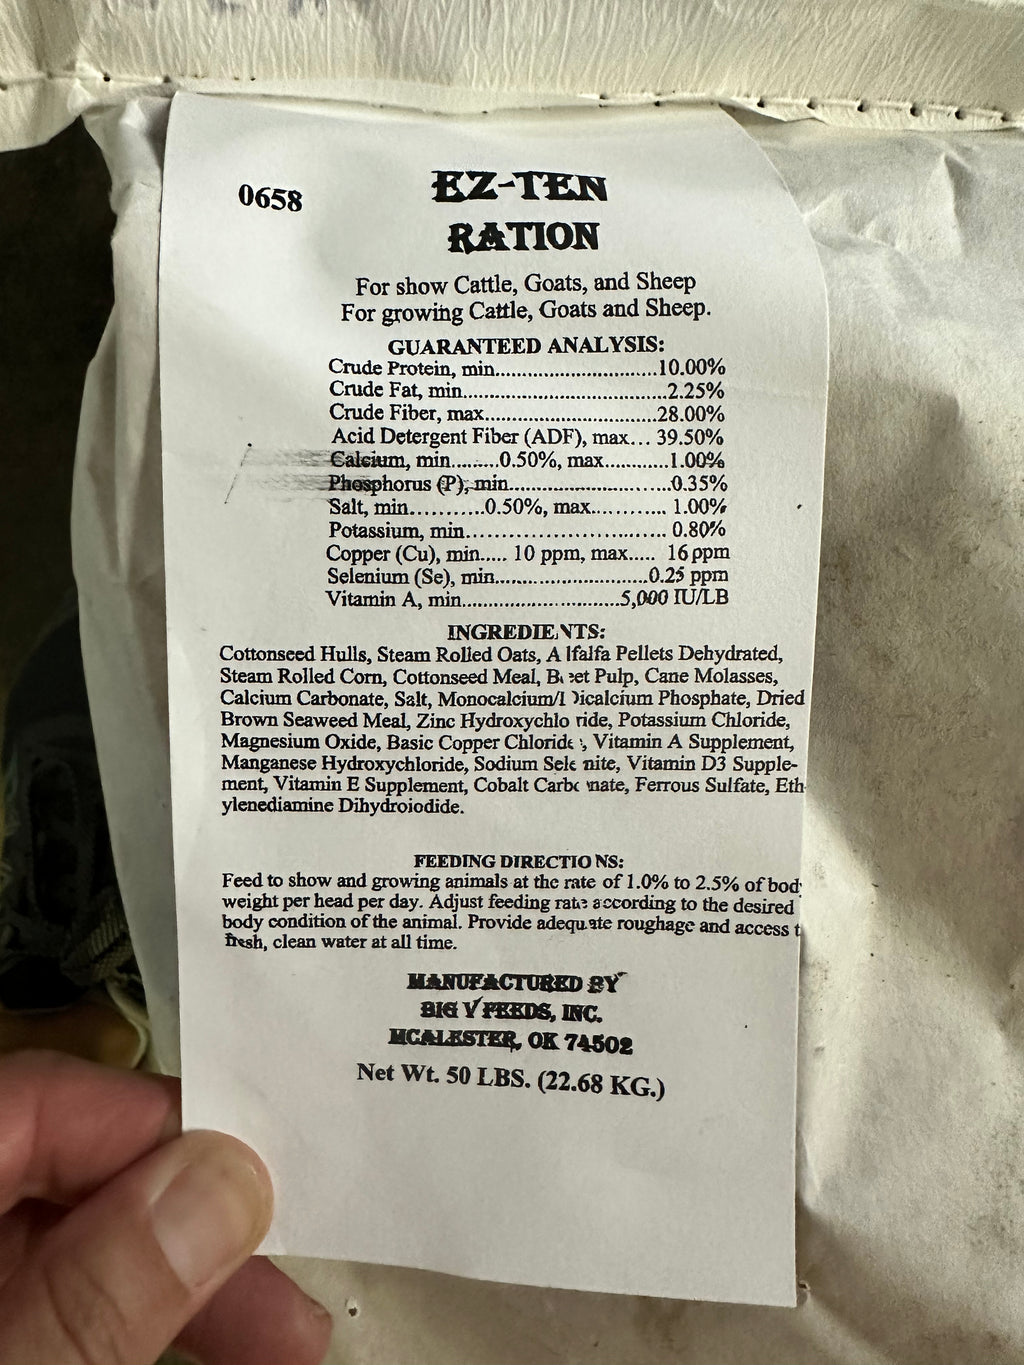 0658
EZ-TEN
RATION
For show Cattle, Goats, and Sheep
For growing Cattle, Goats and Sheep.
GUARANTEED ANALYSIS:
Crude Protein, min.............................10.00%
Crude Fat, min.....................................2.25%
Crude Fiber, max...............................28.00%
Acid Detergent Fiber (ADF), max... 39.50%
Calcium, min.........0.50%, max............1.00%
Phosphorus (P), min.............................0.35%
Salt, min...........0.50%, max............ 1.00%
Potassium, min................................... 0.80%
Copper (Cu), min..... 10 ppm, max..... 16 ppm
Selenium (Se), min...........................0.25 ppm
Vitamin A, min............................5,000 IU/LB
INGREDIENTS:
Cottonseed Hulls, Steam Rolled Oats, Alfalfa Pellets Dehydrated,
Steam Rolled Corn, Cottonseed Meal, Beet Pulp, Cane Molasses,
Calcium Carbonate, Salt, Monocalcium/Dicalcium Phosphate, Dried
Brown Seaweed Meal, Zinc Hydroxychloride, Potassium Chloride,
Magnesium Oxide, Basic Copper Chloride, Vitamin A Supplement,
Manganese Hydroxychloride, Sodium Selenite, Vitamin D3 Supple-
ment, Vitamin E Supplement, Cobalt Carbonate, Ferrous Sulfate, Eth-
ylenediamine Dihydroiodide.
FEEDING DIRECTIONS:
Feed to show and growing animals at the rate of 1.0% to 2.5% of body
weight per head per day. Adjust feeding rate according to the desired
body condition of the animal. Provide adequate roughage and access t
fresh, clean water at all time.
MANUFACTURED BY
BIG V FEEDS, INC.
MCALESTER, OK 74502
Net Wt. 50 LBS. (22.68 KG.)